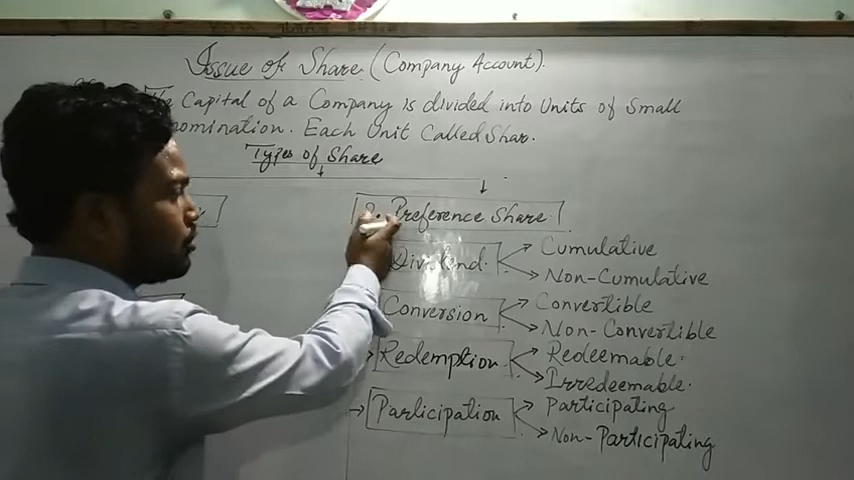 Issue of Share (Company Account).
The Capital of a Company is divided into Units of Small
nomination. Each Unit Called Shar.
Types of Share
2. Preference Share
Dividend.
Cumulative
Non-Cumulative
Conversion
Convertible
Non-Convertible
Redemption
Redeemable.
Irredeemable.
Participation
Participating
Non-Participating